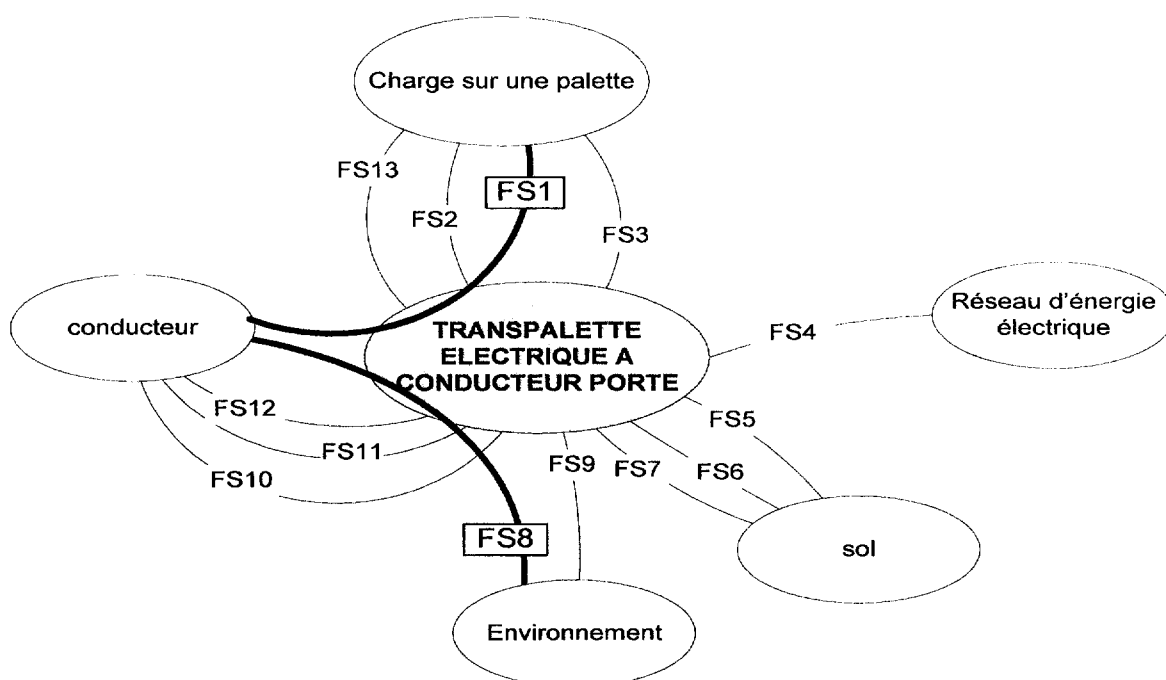 Charge sur une palette
FS13
FS1
FS2
FS3
conducteur
TRANSPALETTE
ELECTRIQUE A
CONDUCTEUR PORTE
Réseau d'énergie
électrique
FS4
FS12
FS11
FS10
FS5
FS9
FS7
FS6
FS8
sol
Environnement